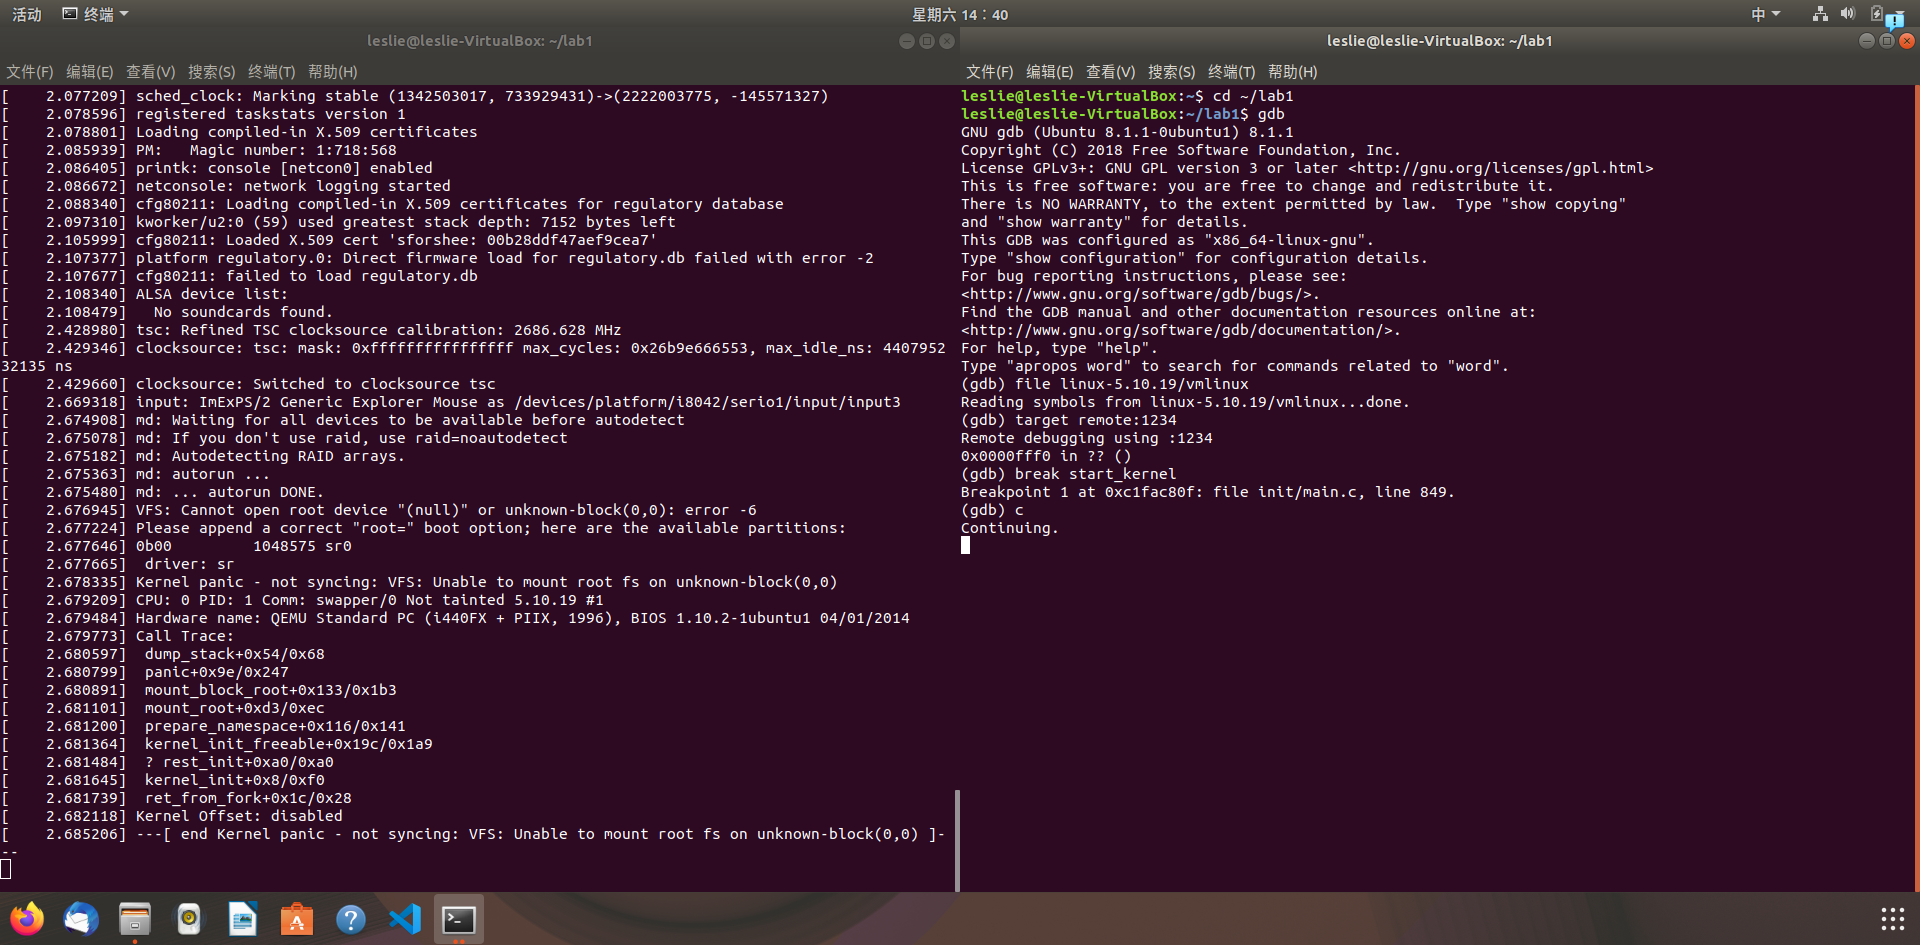 活动 终端 星期六 14：40 中
leslie@leslie-VirtualBox: ~/lab1
文件(F) 编辑(E) 查看(V) 搜索(S) 终端(T) 帮助(H)
[    2.077209] sched_clock: Marking stable (1342503017, 733929431)->(2222003775, -145571327)
[    2.078596] registered taskstats version 1
[    2.078801] Loading compiled-in X.509 certificates
[    2.085939] PM:   Magic number: 1:718:568
[    2.086405] printk: console [netcon0] enabled
[    2.086672] netconsole: network logging started
[    2.088340] cfg80211: Loading compiled-in X.509 certificates for regulatory database
[    2.097310] kworker/u2:0 (59) used greatest stack depth: 7152 bytes left
[    2.105999] cfg80211: Loaded X.509 cert 'sforshee: 00b28ddf47aef9cea7'
[    2.107377] platform regulatory.0: Direct firmware load for regulatory.db failed with error -2
[    2.107677] cfg80211: failed to load regulatory.db
[    2.108340] ALSA device list:
[    2.108479]   No soundcards found.
[    2.428980] tsc: Refined TSC clocksource calibration: 2686.628 MHz
[    2.429346] clocksource: tsc: mask: 0xffffffffffffffff max_cycles: 0x26b9e666553, max_idle_ns: 4407952
32135 ns
[    2.429660] clocksource: Switched to clocksource tsc
[    2.669318] input: ImExPS/2 Generic Explorer Mouse as /devices/platform/i8042/serio1/input/input3
[    2.674908] md: Waiting for all devices to be available before autodetect
[    2.675078] md: If you don't use raid, use raid=noautodetect
[    2.675182] md: Autodetecting RAID arrays.
[    2.675363] md: autorun ...
[    2.675480] md: ... autorun DONE.
[    2.676945] VFS: Cannot open root device "(null)" or unknown-block(0,0): error -6
[    2.677224] Please append a correct "root=" boot option; here are the available partitions:
[    2.677646] 0b00         1048575 sr0
[    2.677665]  driver: sr
[    2.678335] Kernel panic - not syncing: VFS: Unable to mount root fs on unknown-block(0,0)
[    2.679209] CPU: 0 PID: 1 Comm: swapper/0 Not tainted 5.10.19 #1
[    2.679484] Hardware name: QEMU Standard PC (i440FX + PIIX, 1996), BIOS 1.10.2-1ubuntu1 04/01/2014
[    2.679773] Call Trace:
[    2.680597]  dump_stack+0x54/0x68
[    2.680799]  panic+0x9e/0x247
[    2.680891]  mount_block_root+0x133/0x1b3
[    2.681101]  mount_root+0xd3/0xec
[    2.681200]  prepare_namespace+0x116/0x141
[    2.681364]  kernel_init_freeable+0x19c/0x1a9
[    2.681484]  ? rest_init+0xa0/0xa0
[    2.681645]  kernel_init+0x8/0xf0
[    2.681739]  ret_from_fork+0x1c/0x28
[    2.682118] Kernel Offset: disabled
[    2.685206] ---[ end Kernel panic - not syncing: VFS: Unable to mount root fs on unknown-block(0,0) ]-
--
leslie@leslie-VirtualBox: ~/lab1
文件(F) 编辑(E) 查看(V) 搜索(S) 终端(T) 帮助(H)
leslie@leslie-VirtualBox:~$ cd ~/lab1
leslie@leslie-VirtualBox:~/lab1$ gdb
GNU gdb (Ubuntu 8.1.1-0ubuntu1) 8.1.1
Copyright (C) 2018 Free Software Foundation, Inc.
License GPLv3+: GNU GPL version 3 or later <http://gnu.org/licenses/gpl.html>
This is free software: you are free to change and redistribute it.
There is NO WARRANTY, to the extent permitted by law.  Type "show copying"
and "show warranty" for details.
This GDB was configured as "x86_64-linux-gnu".
Type "show configuration" for configuration details.
For bug reporting instructions, please see:
<http://www.gnu.org/software/gdb/bugs/>.
Find the GDB manual and other documentation resources online at:
<http://www.gnu.org/software/gdb/documentation/>.
For help, type "help".
Type "apropos word" to search for commands related to "word".
(gdb) file linux-5.10.19/vmlinux
Reading symbols from linux-5.10.19/vmlinux...done.
(gdb) target remote:1234
Remote debugging using :1234
0x0000fff0 in ?? ()
(gdb) break start_kernel
Breakpoint 1 at 0xc1fac80f: file init/main.c, line 849.
(gdb) c
Continuing.